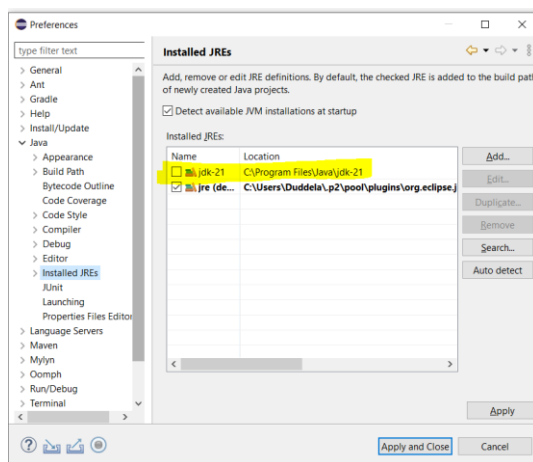 Preferences
type filter text
Installed JREs
> General
> Ant
> Gradle
> Help
> Install/Update
Java
> Appearance
> Build Path
Bytecode Outline
Code Coverage
> Code Style
> Compiler
> Debug
> Editor
> Installed JREs
JUnit
Launching
Properties Files Editor
> Language Servers
> Maven
> Mylyn
> Oomph
> Run/Debug
> Terminal
Add, remove or edit JRE definitions. By default, the checked JRE is added to the build path
of newly created Java projects.
Detect available JVM installations at startup
Installed JREs:
Name Location
jdk-21 C:\Program Files\Java\jdk-21
jre (de... C:\Users\Duddela\.p2\pool\plugins\org.eclipse.j
Add...
Edit...
Duplicate...
Remove
Search...
Auto detect
Apply
Apply and Close Cancel